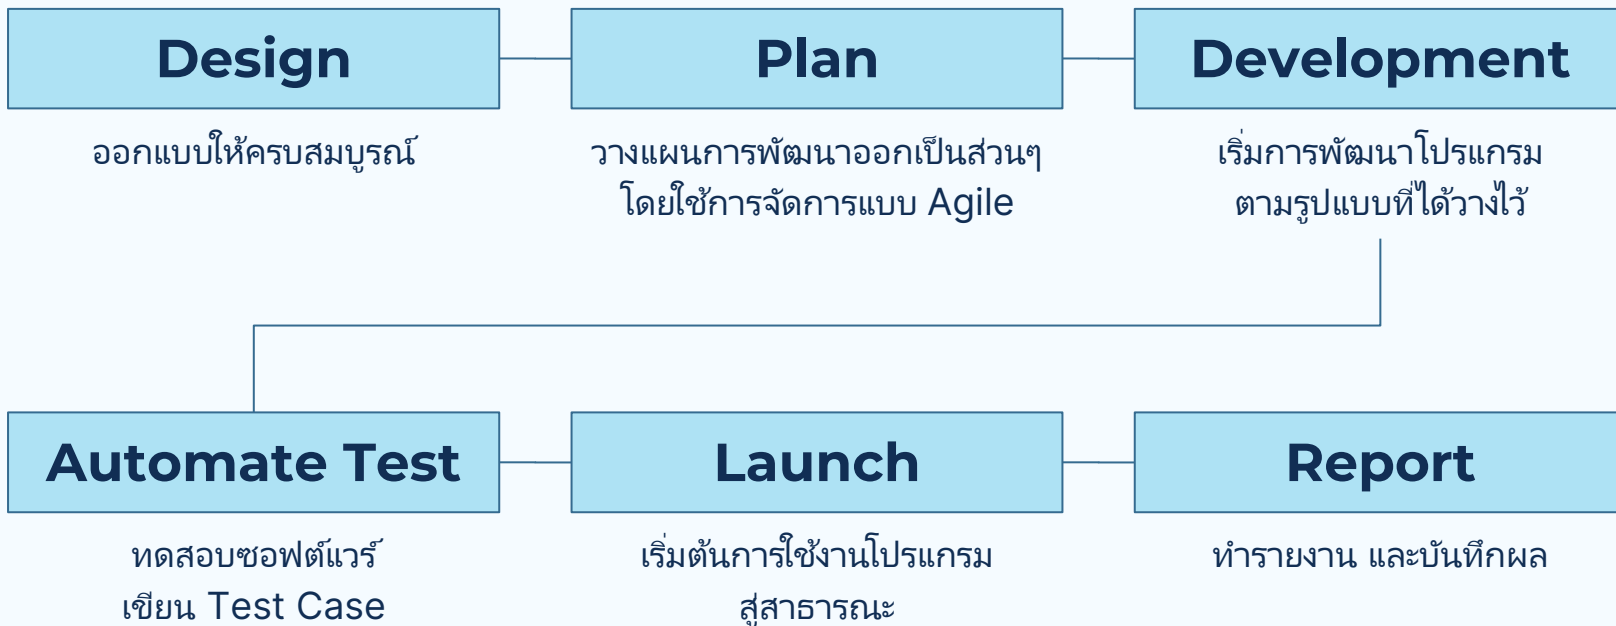 Design
ออกแบบให้ครบสมบูรณ์
Plan
วางแผนการพัฒนาออกเป็นส่วนๆ
โดยใช้การจัดการแบบ Agile
Development
เริ่มการพัฒนาโปรแกรม
ตามรูปแบบที่ได้วางไว้
Automate Test
ทดสอบซอฟต์แวร์
เขียน Test Case
Launch
เริ่มต้นการใช้งานโปรแกรม
สู่สาธารณะ
Report
ทำรายงาน และบันทึกผล